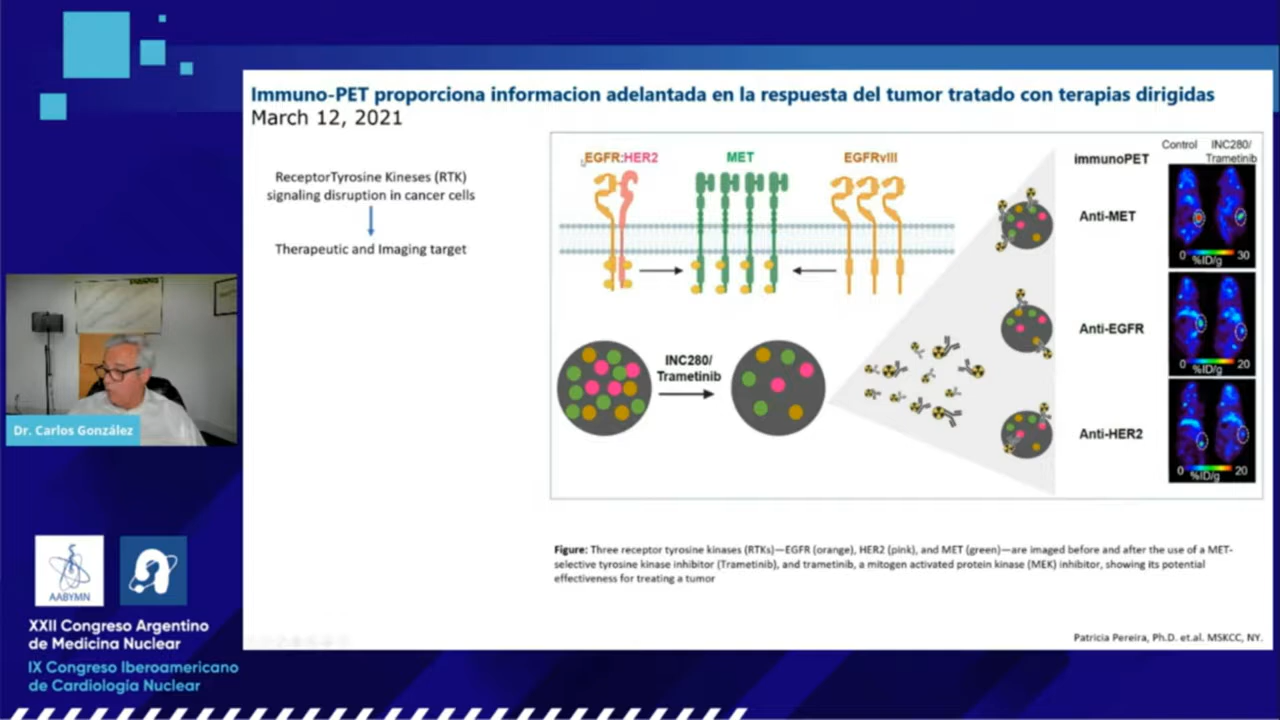 Immuno-PET proporciona informacion adelantada en la respuesta del tumor tratado con terapias dirigidas
March 12, 2021
ReceptorTyrosine Kineses (RTK)
signaling disruption in cancer cells
Therapeutic and Imaging target
EGFR:HER2
MET
EGFRvIII
INC280/
Trametinib
immunoPET
Control
INC280/
Trametinib
Anti-MET
0 30
%ID/g
Anti-EGFR
0 20
%ID/g
Anti-HER2
0 20
%ID/g
Figure: Three receptor tyrosine kinases (RTKs)—EGFR (orange), HER2 (pink), and MET (green)—are imaged before and after the use of a MET-
selective tyrosine kinase inhibitor (Trametinib), and trametinib, a mitogen activated protein kinase (MEK) inhibitor, showing its potential
effectiveness for treating a tumor
Patricia Pereira, Ph.D. et.al. MSKCC, NY.
Dr. Carlos González
AABYMN
XXII Congreso Argentino
de Medicina Nuclear
IX Congreso Iberoamericano
de Cardiología Nuclear